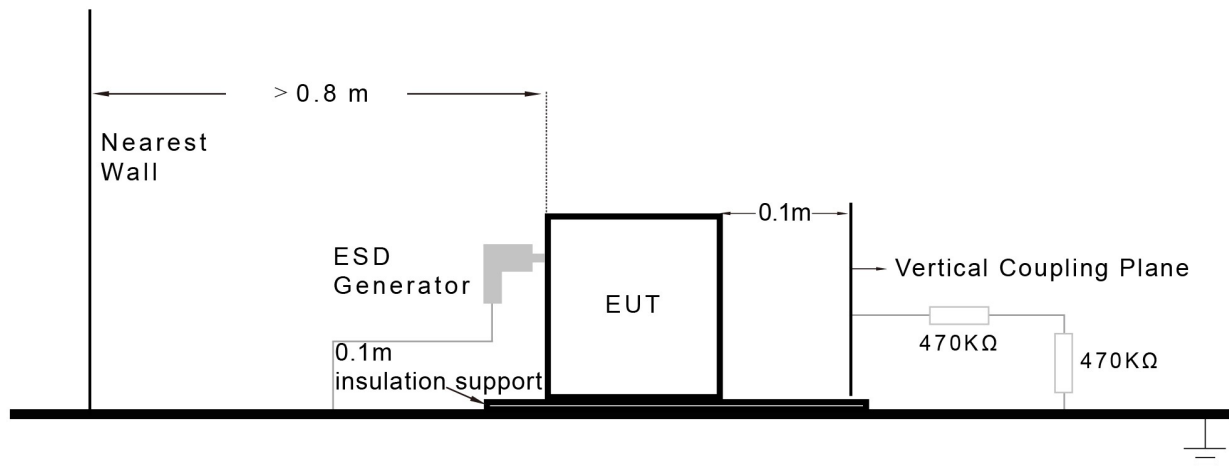 > 0.8 m
Nearest
Wall
0.1m
ESD
Generator
Vertical Coupling Plane
EUT
470KΩ
470KΩ
0.1m
insulation support